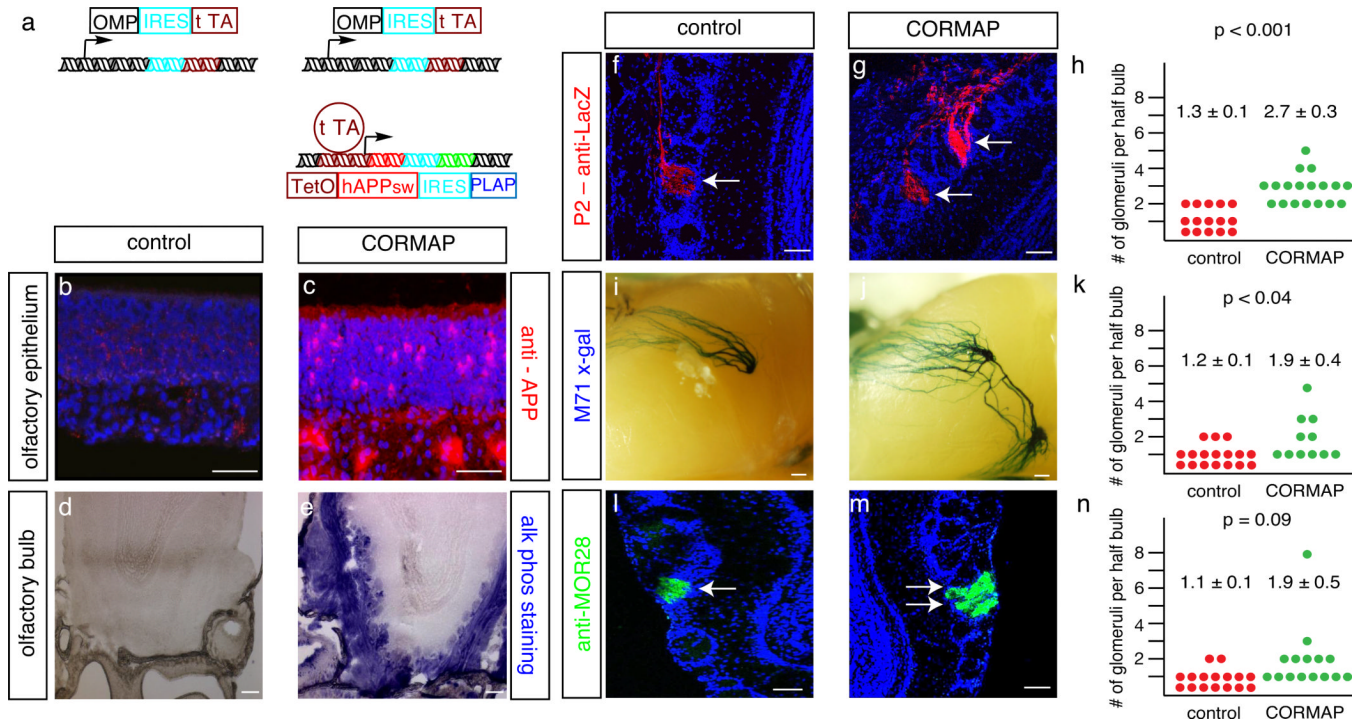 a
OMP IRES t TA
OMP IRES t TA
t TA
TetO hAPPsw IRES PLAP
control
CORMAP
olfactory epithelium
b
c
anti - APP
olfactory bulb
d
e
alk phos staining
control
CORMAP
P2 – anti-LacZ
f
g
h
p < 0.001
# of glomeruli per half bulb
8
6
4
2
1.3 ± 0.1
2.7 ± 0.3
control
CORMAP
M71 x-gal
i
j
k
p < 0.04
# of glomeruli per half bulb
8
6
4
2
1.2 ± 0.1
1.9 ± 0.4
control
CORMAP
anti-MOR28
l
m
n
p = 0.09
# of glomeruli per half bulb
8
6
4
2
1.1 ± 0.1
1.9 ± 0.5
control
CORMAP